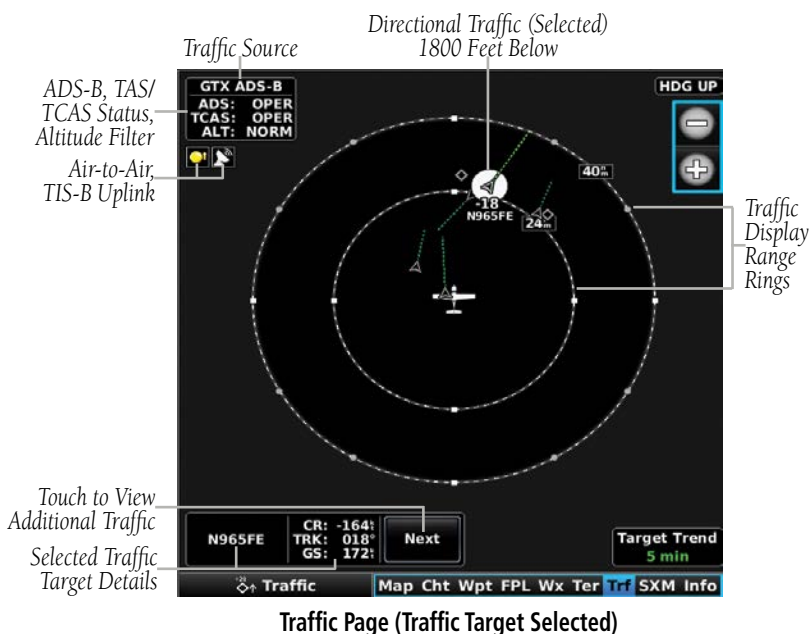 Directional Traffic (Selected)
1800 Feet Below
Traffic Source
ADS-B, TAS/
TCAS Status,
Altitude Filter
Air-to-Air,
TIS-B Uplink
GTX ADS-B
ADS: OPER
TCAS: OPER
ALT: NORM
HDG UP
40nm
-18
N965FE
24nm
Traffic
Display
Range
Rings
Touch to View
Additional Traffic
Selected Traffic
Target Details
N965FE
CR: -164kt
TRK: 018°
GS: 172kt
Next
Target Trend
5 min
Traffic
Map Cht Wpt FPL Wx Ter Trf SXM Info
Traffic Page (Traffic Target Selected)